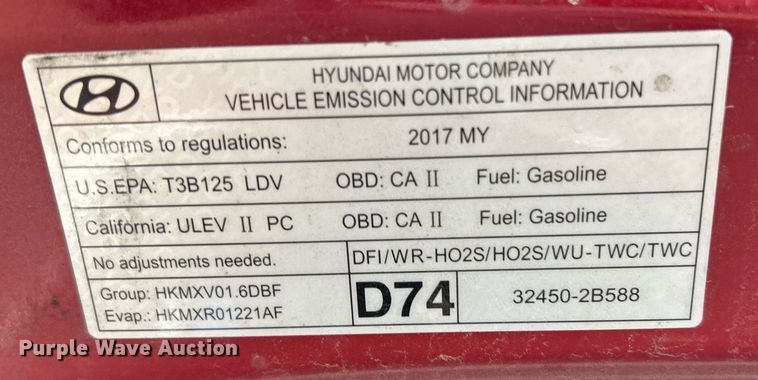 HYUNDAI MOTOR COMPANY
VEHICLE EMISSION CONTROL INFORMATION
Conforms to regulations: 2017 MY
U.S.EPA: T3B125 LDV OBD: CA II Fuel: Gasoline
California: ULEV II PC OBD: CA II Fuel: Gasoline
No adjustments needed. DFI/WR-HO2S/HO2S/WU-TWC/TWC
Group: HKMXV01.6DBF
Evap.: HKMXR01221AF
D74 32450-2B588
Purple Wave Auction